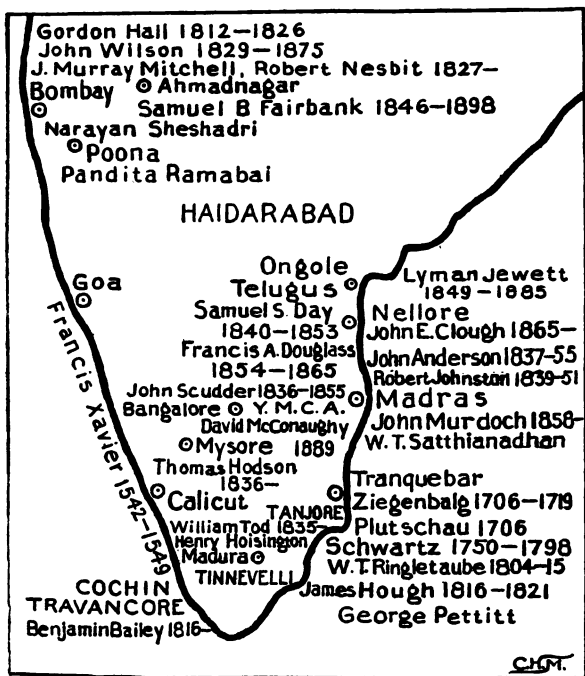 Gordon Hall 1812-1826
John Wilson 1829-1875
J. Murray Mitchell, Robert Nesbit 1827-
Bombay
Ahmadnagar
Samuel B Fairbank 1846-1898
Narayan Sheshadri
Poona
Pandita Ramabai
HAIDARABAD
Goa
Francis Xavier 1542-1549
Ongole
Telugus
Lyman Jewett
1849-1885
Samuel S. Day
1840-1853
Nellore
John E. Clough 1865-
Francis A. Douglass
1854-1865
John Anderson 1837-55
Robert Johnston 1839-51
John Scudder 1836-1855
Madras
Bangalore
Y. M. C. A.
David McConaughy
1889
John Murdoch 1858-
W. T. Satthianadhan
Mysore
Thomas Hodson
1836-
Calicut
Tranquebar
TANJORE
Ziegenbalg 1706-1719
Plutschau 1706
William Tod 1835-
Henry Hoisington
Schwartz 1750-1798
Madura
W. T. Ringletaube 1804-15
TINNEVELLI
James Hough 1816-1821
COCHIN
TRAVANCORE
George Pettitt
Benjamin Bailey 1816-
C.H.M.